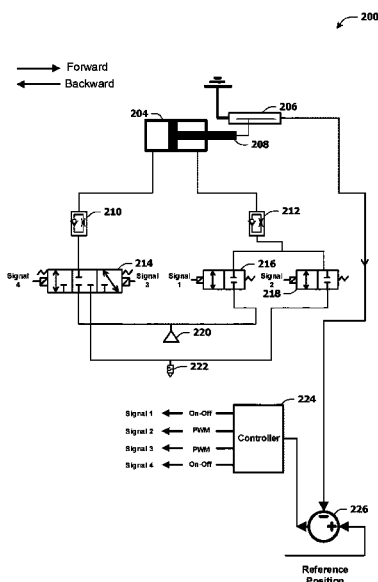 200
Forward
Backward
204
206
208
210
212
214
216
Signal 4
Signal 3
Signal 1
Signal 2
218
220
222
224
Signal 1 On-Off
Signal 2 PWM
Signal 3 PWM
Signal 4 On-Off
Controller
226
- +
Reference
Position